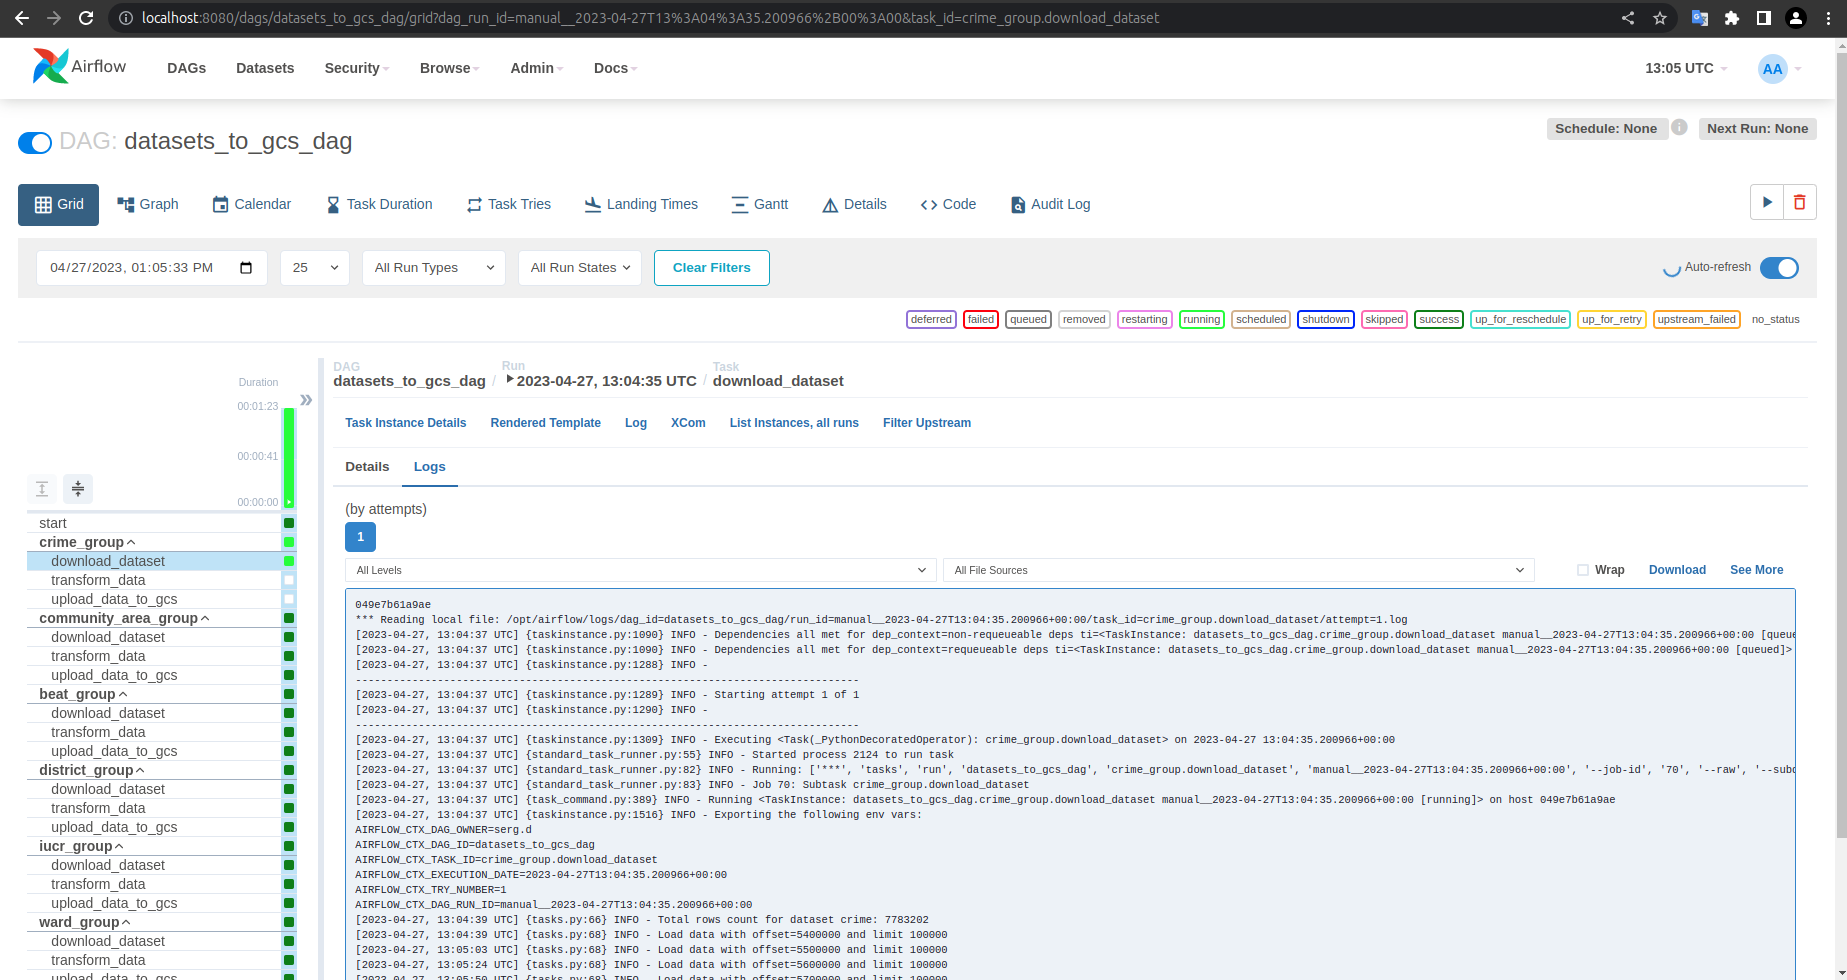 localhost:8080/dags/datasets_to_gcs_dag/grid?dag_run_id=manual__2023-04-27T13%3A04%3A35.200966%2B00%3A00&task_id=crime_group.download_dataset
Airflow DAGs Datasets Security Browse Admin Docs 13:05 UTC AA
DAG: datasets_to_gcs_dag Schedule: None Next Run: None
Grid Graph Calendar Task Duration Task Tries Landing Times Gantt Details Code Audit Log
04/27/2023, 01:05:33 PM 25 All Run Types All Run States Clear Filters Auto-refresh
deferred failed queued removed restarting running scheduled shutdown skipped success up_for_reschedule up_for_retry upstream_failed no_status
Duration
00:01:23
00:00:41
00:00:00
start
crime_group
download_dataset
transform_data
upload_data_to_gcs
community_area_group
download_dataset
transform_data
upload_data_to_gcs
beat_group
download_dataset
transform_data
upload_data_to_gcs
district_group
download_dataset
transform_data
upload_data_to_gcs
iucr_group
download_dataset
transform_data
upload_data_to_gcs
ward_group
download_dataset
transform_data
upload_data_to_gcs
DAG Run Task
datasets_to_gcs_dag / 2023-04-27, 13:04:35 UTC / download_dataset
Task Instance Details Rendered Template Log XCom List Instances, all runs Filter Upstream
Details Logs
(by attempts)
1
All Levels All File Sources Wrap Download See More
049e7b61a9ae
*** Reading local file: /opt/airflow/logs/dag_id=datasets_to_gcs_dag/run_id=manual__2023-04-27T13:04:35.200966+00:00/task_id=crime_group.download_dataset/attempt=1.log
[2023-04-27, 13:04:37 UTC] {taskinstance.py:1090} INFO - Dependencies all met for dep_context=non-requeueable deps ti=<TaskInstance: datasets_to_gcs_dag.crime_group.download_dataset manual__2023-04-27T13:04:35.200966+00:00 [queue
[2023-04-27, 13:04:37 UTC] {taskinstance.py:1090} INFO - Dependencies all met for dep_context=requeueable deps ti=<TaskInstance: datasets_to_gcs_dag.crime_group.download_dataset manual__2023-04-27T13:04:35.200966+00:00 [queued]>
[2023-04-27, 13:04:37 UTC] {taskinstance.py:1288} INFO -
--------------------------------------------------------------------------------
[2023-04-27, 13:04:37 UTC] {taskinstance.py:1289} INFO - Starting attempt 1 of 1
[2023-04-27, 13:04:37 UTC] {taskinstance.py:1290} INFO -
--------------------------------------------------------------------------------
[2023-04-27, 13:04:37 UTC] {taskinstance.py:1309} INFO - Executing <Task(_PythonDecoratedOperator): crime_group.download_dataset> on 2023-04-27 13:04:35.200966+00:00
[2023-04-27, 13:04:37 UTC] {standard_task_runner.py:55} INFO - Started process 2124 to run task
[2023-04-27, 13:04:37 UTC] {standard_task_runner.py:82} INFO - Running: ['***', 'tasks', 'run', 'datasets_to_gcs_dag', 'crime_group.download_dataset', 'manual__2023-04-27T13:04:35.200966+00:00', '--job-id', '70', '--raw', '--subd
[2023-04-27, 13:04:37 UTC] {standard_task_runner.py:83} INFO - Job 70: Subtask crime_group.download_dataset
[2023-04-27, 13:04:37 UTC] {task_command.py:389} INFO - Running <TaskInstance: datasets_to_gcs_dag.crime_group.download_dataset manual__2023-04-27T13:04:35.200966+00:00 [running]> on host 049e7b61a9ae
[2023-04-27, 13:04:37 UTC] {taskinstance.py:1516} INFO - Exporting the following env vars:
AIRFLOW_CTX_DAG_OWNER=serg.d
AIRFLOW_CTX_DAG_ID=datasets_to_gcs_dag
AIRFLOW_CTX_TASK_ID=crime_group.download_dataset
AIRFLOW_CTX_EXECUTION_DATE=2023-04-27T13:04:35.200966+00:00
AIRFLOW_CTX_TRY_NUMBER=1
AIRFLOW_CTX_DAG_RUN_ID=manual__2023-04-27T13:04:35.200966+00:00
[2023-04-27, 13:04:39 UTC] {tasks.py:66} INFO - Total rows count for dataset crime: 7783202
[2023-04-27, 13:04:39 UTC] {tasks.py:68} INFO - Load data with offset=5400000 and limit 100000
[2023-04-27, 13:05:03 UTC] {tasks.py:68} INFO - Load data with offset=5500000 and limit 100000
[2023-04-27, 13:05:24 UTC] {tasks.py:68} INFO - Load data with offset=5600000 and limit 100000
[2023-04-27, 13:05:50 UTC] {tasks.py:68} INFO - Load data with offset=5700000 and limit 100000